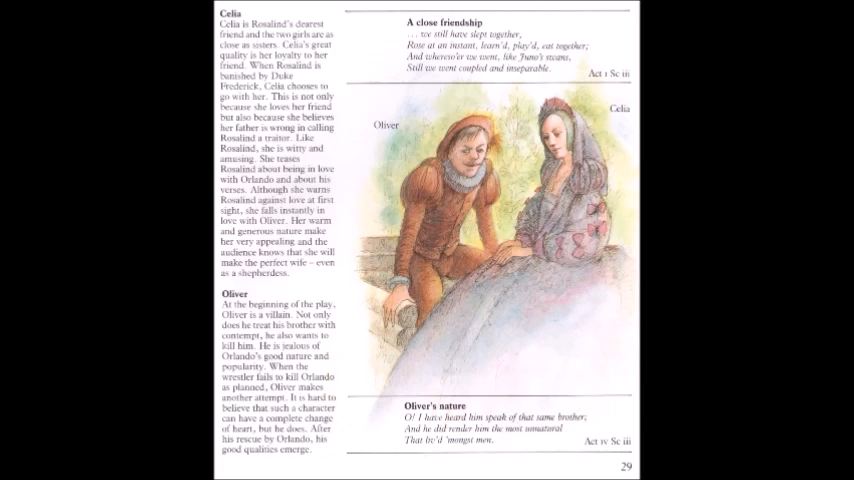 Celia
Celia is Rosalind's dearest
friend and the two girls are as
close as sisters. Celia's great
quality is her loyalty to her
friend. When Rosalind is
banished by Duke
Frederick, Celia chooses to
go with her. This is not only
because she loves her friend
but also because she believes
her father is wrong in calling
Rosalind a traitor. Like
Rosalind, she is witty and
amusing. She teases
Rosalind about being in love
with Orlando and about his
verses. Although she warns
Rosalind against love at first
sight, she falls instantly in
love with Oliver. Her warm
and generous nature make
her very appealing and the
audience knows that she will
make the perfect wife – even
as a shepherdess.
Oliver
At the beginning of the play,
Oliver is a villain. Not only
does he treat his brother with
contempt, he also wants to
kill him. He is jealous of
Orlando's good nature and
popularity. When the
wrestler fails to kill Orlando
as planned, Oliver makes
another attempt. It is hard to
believe that such a character
can have a complete change
of heart, but he does. After
his rescue by Orlando, his
good qualities emerge.
A close friendship
... we still have slept together,
Rose at an instant, learn'd, play'd, eat together;
And wheresoe'er we went, like Juno's swans,
Still we went coupled and inseparable.
Act I Sc iii
Oliver
Celia
Oliver's nature
O! I have heard him speak of that same brother;
And he did render him the most unnatural
That liv'd 'mongst men.
Act IV Sc iii
29